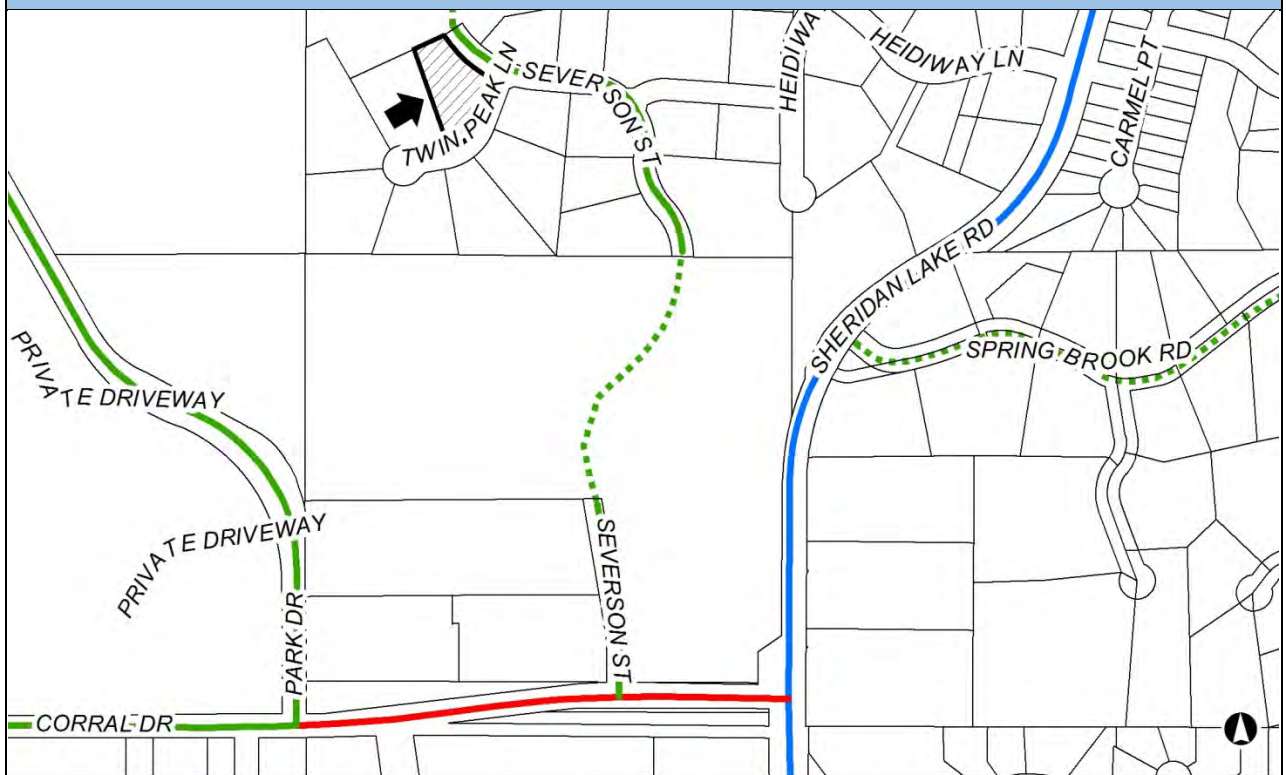 HEIDIWA
HEIDIWAY LN
SEVERSON ST
TWIN PEAK LN
CARMEL PT
SHERIDAN LAKE RD
SPRING BROOK RD
PRIVATE DRIVEWAY
PRIVATE DRIVEWAY
SEVERSON ST
PARK DR
CORRAL DR